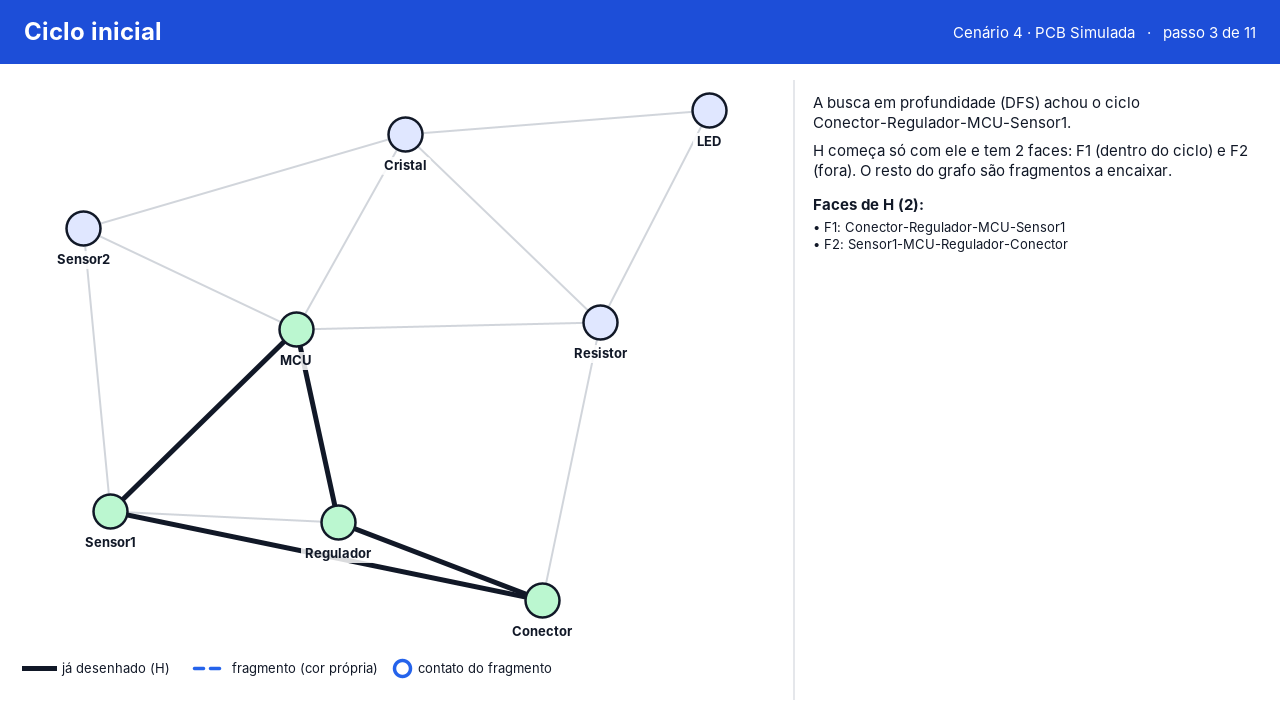 Ciclo inicial
Cenário 4 · PCB Simulada · passo 3 de 11
A busca em profundidade (DFS) achou o ciclo
Conector-Regulador-MCU-Sensor1.
H começa só com ele e tem 2 faces: F1 (dentro do ciclo) e F2
(fora). O resto do grafo são fragmentos a encaixar.
Faces de H (2):
• F1: Conector-Regulador-MCU-Sensor1
• F2: Sensor1-MCU-Regulador-Conector
LED
Cristal
Sensor2
MCU
Resistor
Sensor1
Regulador
Conector
já desenhado (H)
fragmento (cor própria)
contato do fragmento